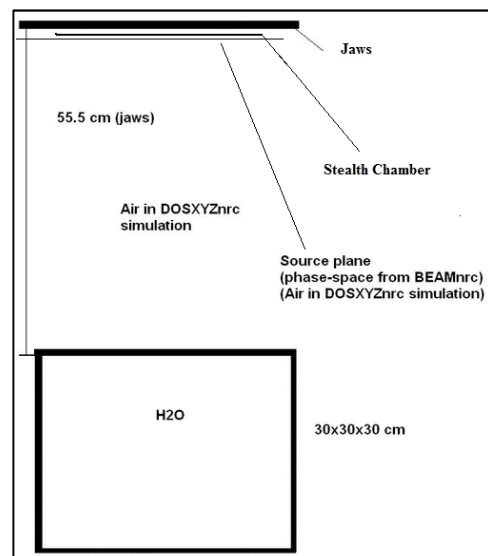 Jaws
55.5 cm (jaws)
Stealth Chamber
Air in DOSXYZnrc
simulation
Source plane
(phase-space from BEAMnrc)
(Air in DOSXYZnrc simulation)
H2O
30x30x30 cm